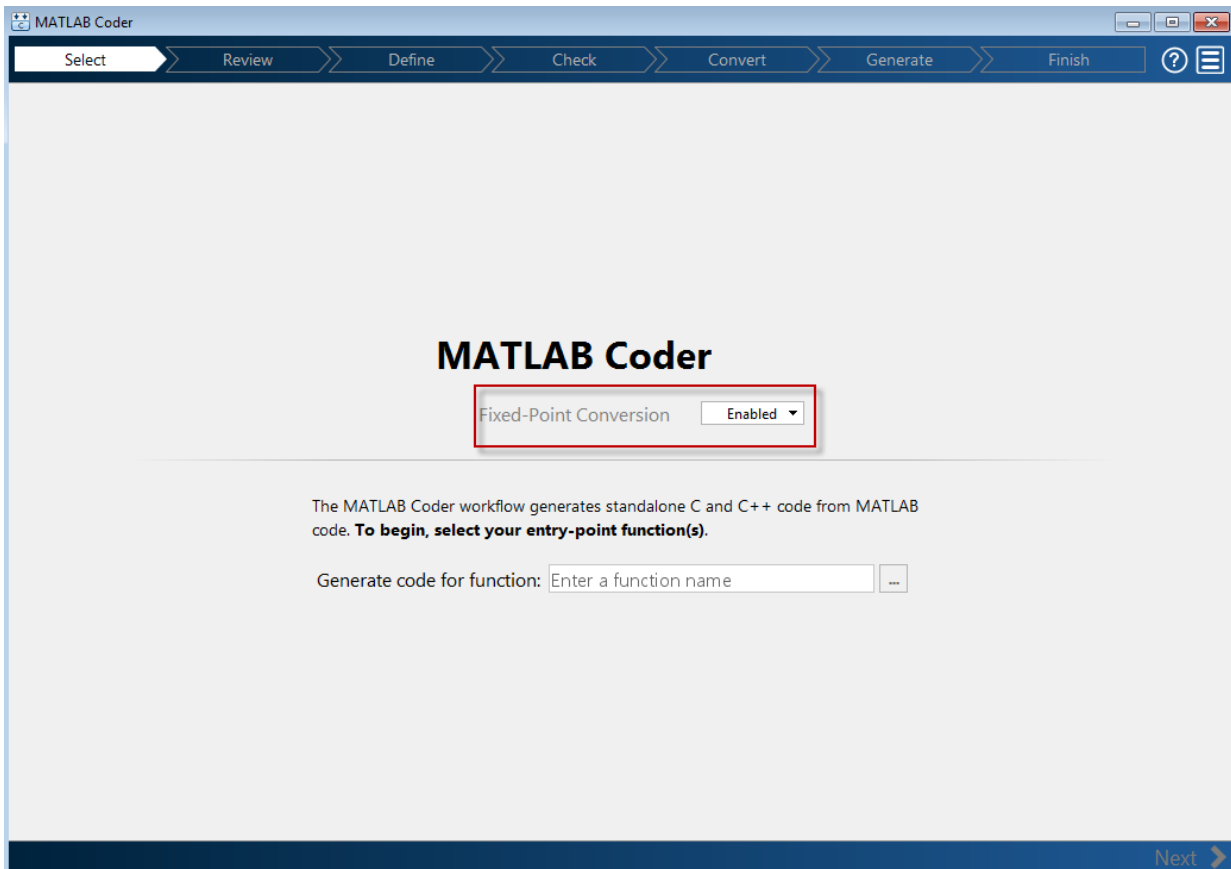 MATLAB Coder
Select Review Define Check Convert Generate Finish ?
MATLAB Coder
Fixed-Point Conversion Enabled
The MATLAB Coder workflow generates standalone C and C++ code from MATLAB
code. To begin, select your entry-point function(s).
Generate code for function: Enter a function name ...
Next